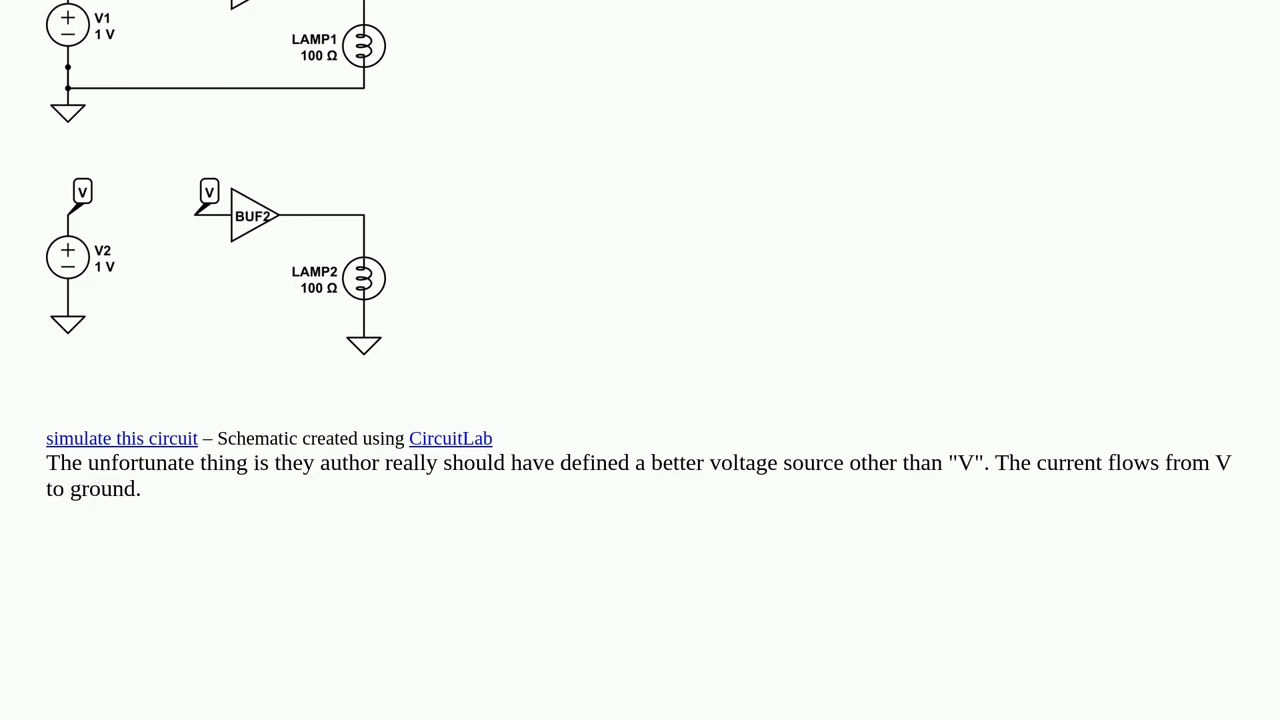 V1
1 V
LAMP1
100 Ω
V
V
BUF2
V2
1 V
LAMP2
100 Ω
simulate this circuit – Schematic created using CircuitLab
The unfortunate thing is they author really should have defined a better voltage source other than "V". The current flows from V
to ground.